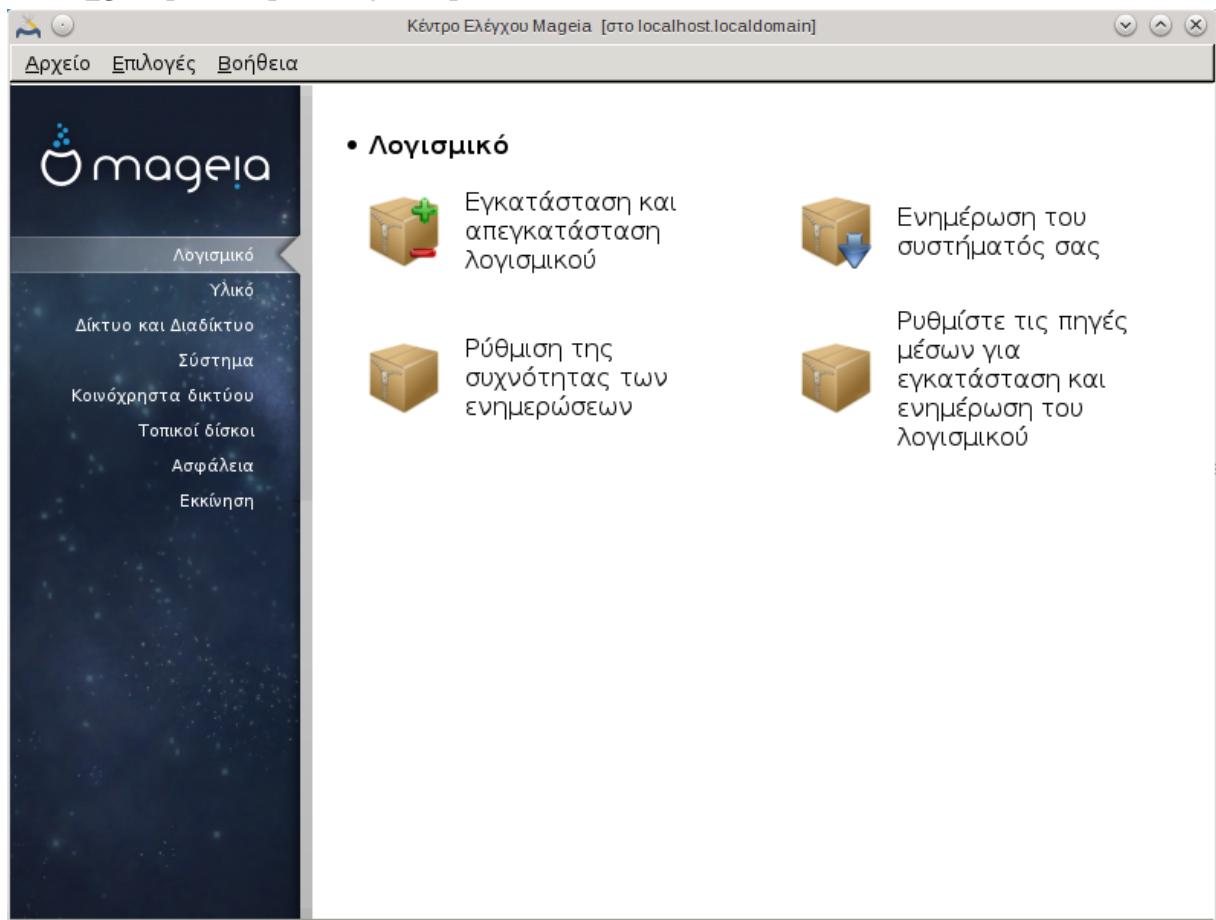 Κέντρο Ελέγχου Mageia [στο localhost.localdomain]
Αρχείο Επιλογές Βοήθεια
mageia
Λογισμικό
Υλικό
Δίκτυο και Διαδίκτυο
Σύστημα
Κοινόχρηστα δικτύου
Τοπικοί δίσκοι
Ασφάλεια
Εκκίνηση
• Λογισμικό
Εγκατάσταση και
απεγκατάσταση
λογισμικού
Ενημέρωση του
συστήματός σας
Ρύθμιση της
συχνότητας των
ενημερώσεων
Ρυθμίστε τις πηγές
μέσων για
εγκατάσταση και
ενημέρωση του
λογισμικού